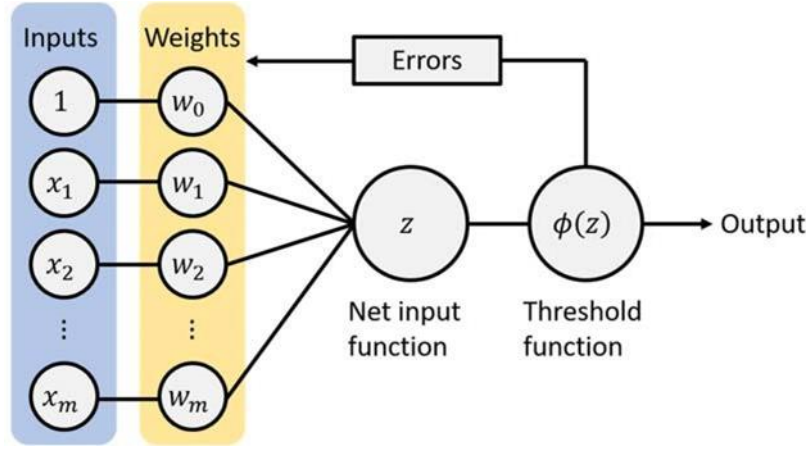 Inputs
Weights
Errors
1
w₀
x₁
w₁
x₂
w₂
⋮
⋮
xₘ
wₘ
z
ϕ(z)
Output
Net input
function
Threshold
function